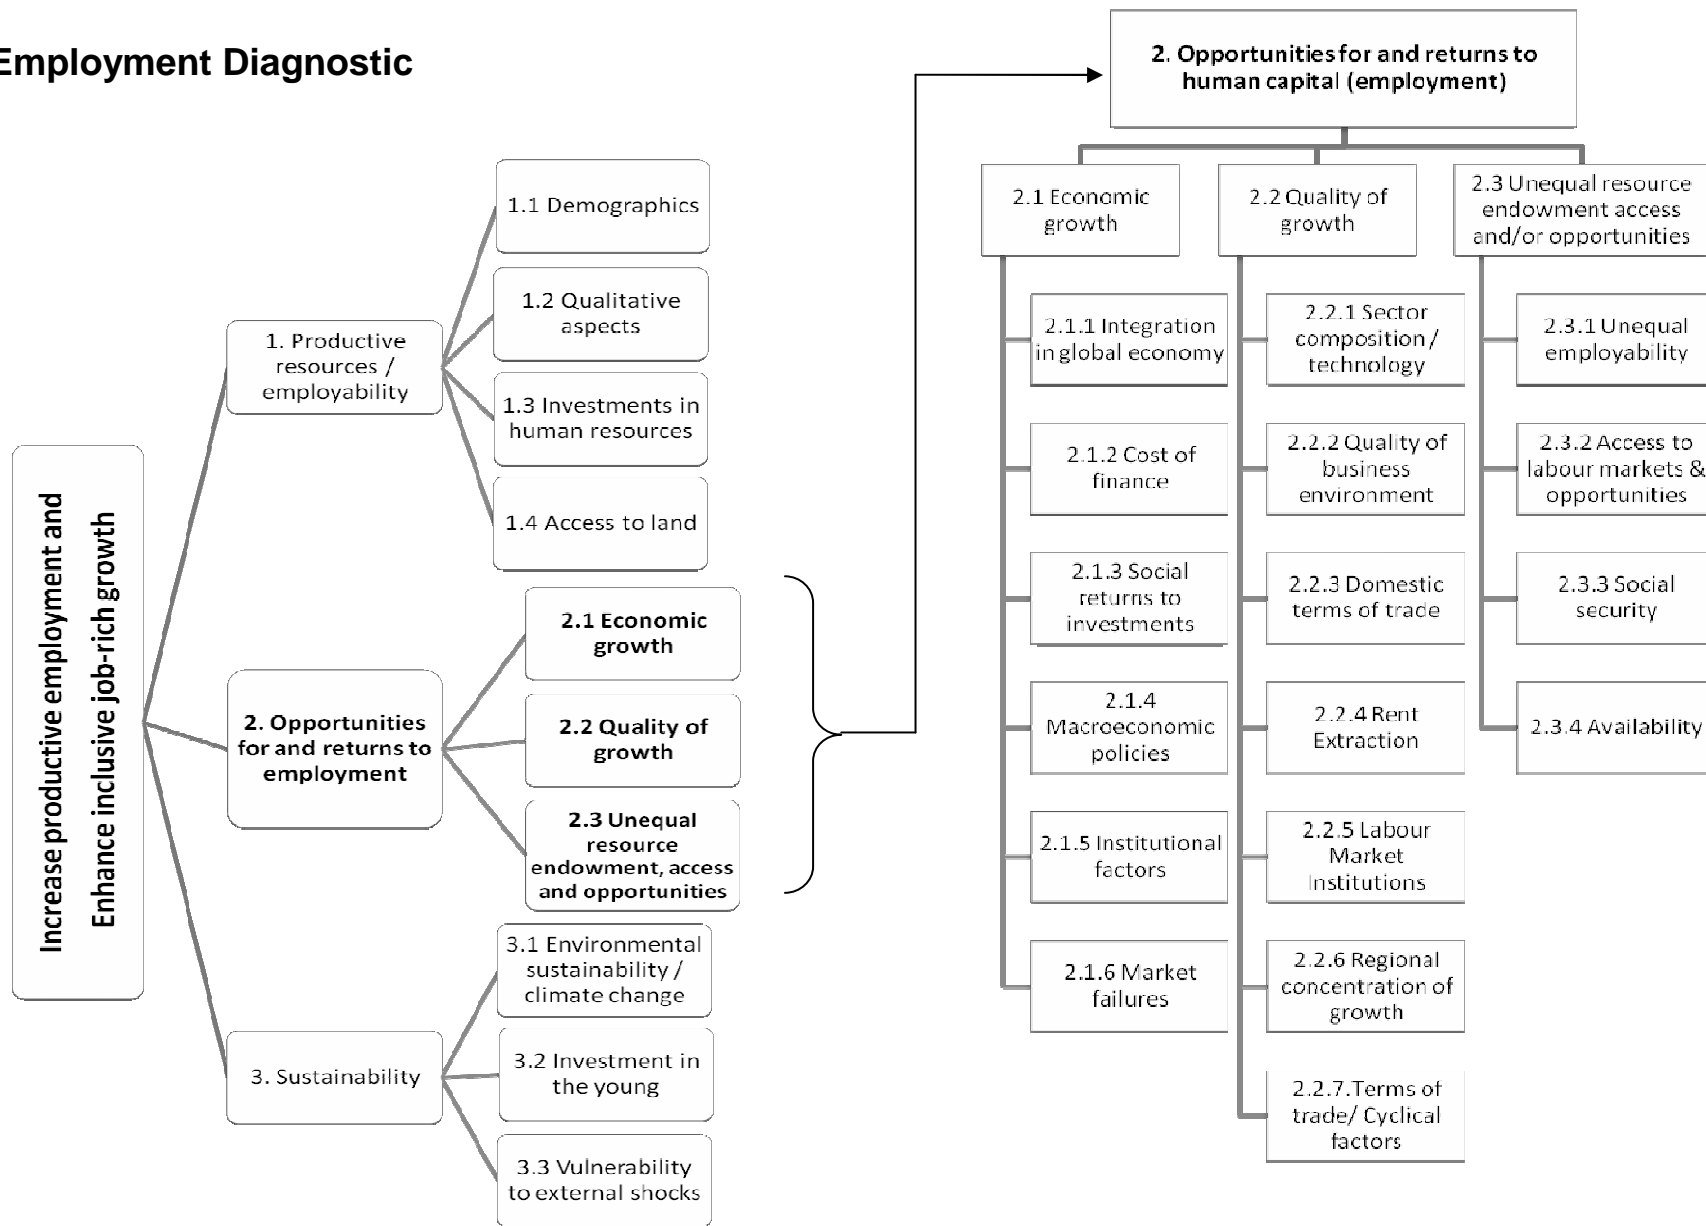 Employment Diagnostic
Increase productive employment and
Enhance inclusive job-rich growth
1. Productive
resources /
employability
1.1 Demographics
1.2 Qualitative
aspects
1.3 Investments in
human resources
1.4 Access to land
2. Opportunities
for and returns to
employment
2.1 Economic
growth
2.2 Quality of
growth
2.3 Unequal
resource
endowment, access
and opportunities
3. Sustainability
3.1 Environmental
sustainability /
climate change
3.2 Investment in
the young
3.3 Vulnerability
to external shocks
2. Opportunities for and returns to
human capital (employment)
2.1 Economic
growth
2.1.1 Integration
in global economy
2.1.2 Cost of
finance
2.1.3 Social
returns to
investments
2.1.4
Macroeconomic
policies
2.1.5 Institutional
factors
2.1.6 Market
failures
2.2 Quality of
growth
2.2.1 Sector
composition /
technology
2.2.2 Quality of
business
environment
2.2.3 Domestic
terms of trade
2.2.4 Rent
Extraction
2.2.5 Labour
Market
Institutions
2.2.6 Regional
concentration of
growth
2.2.7.Terms of
trade/ Cyclical
factors
2.3 Unequal resource
endowment access
and/or opportunities
2.3.1 Unequal
employability
2.3.2 Access to
labour markets &
opportunities
2.3.3 Social
security
2.3.4 Availability